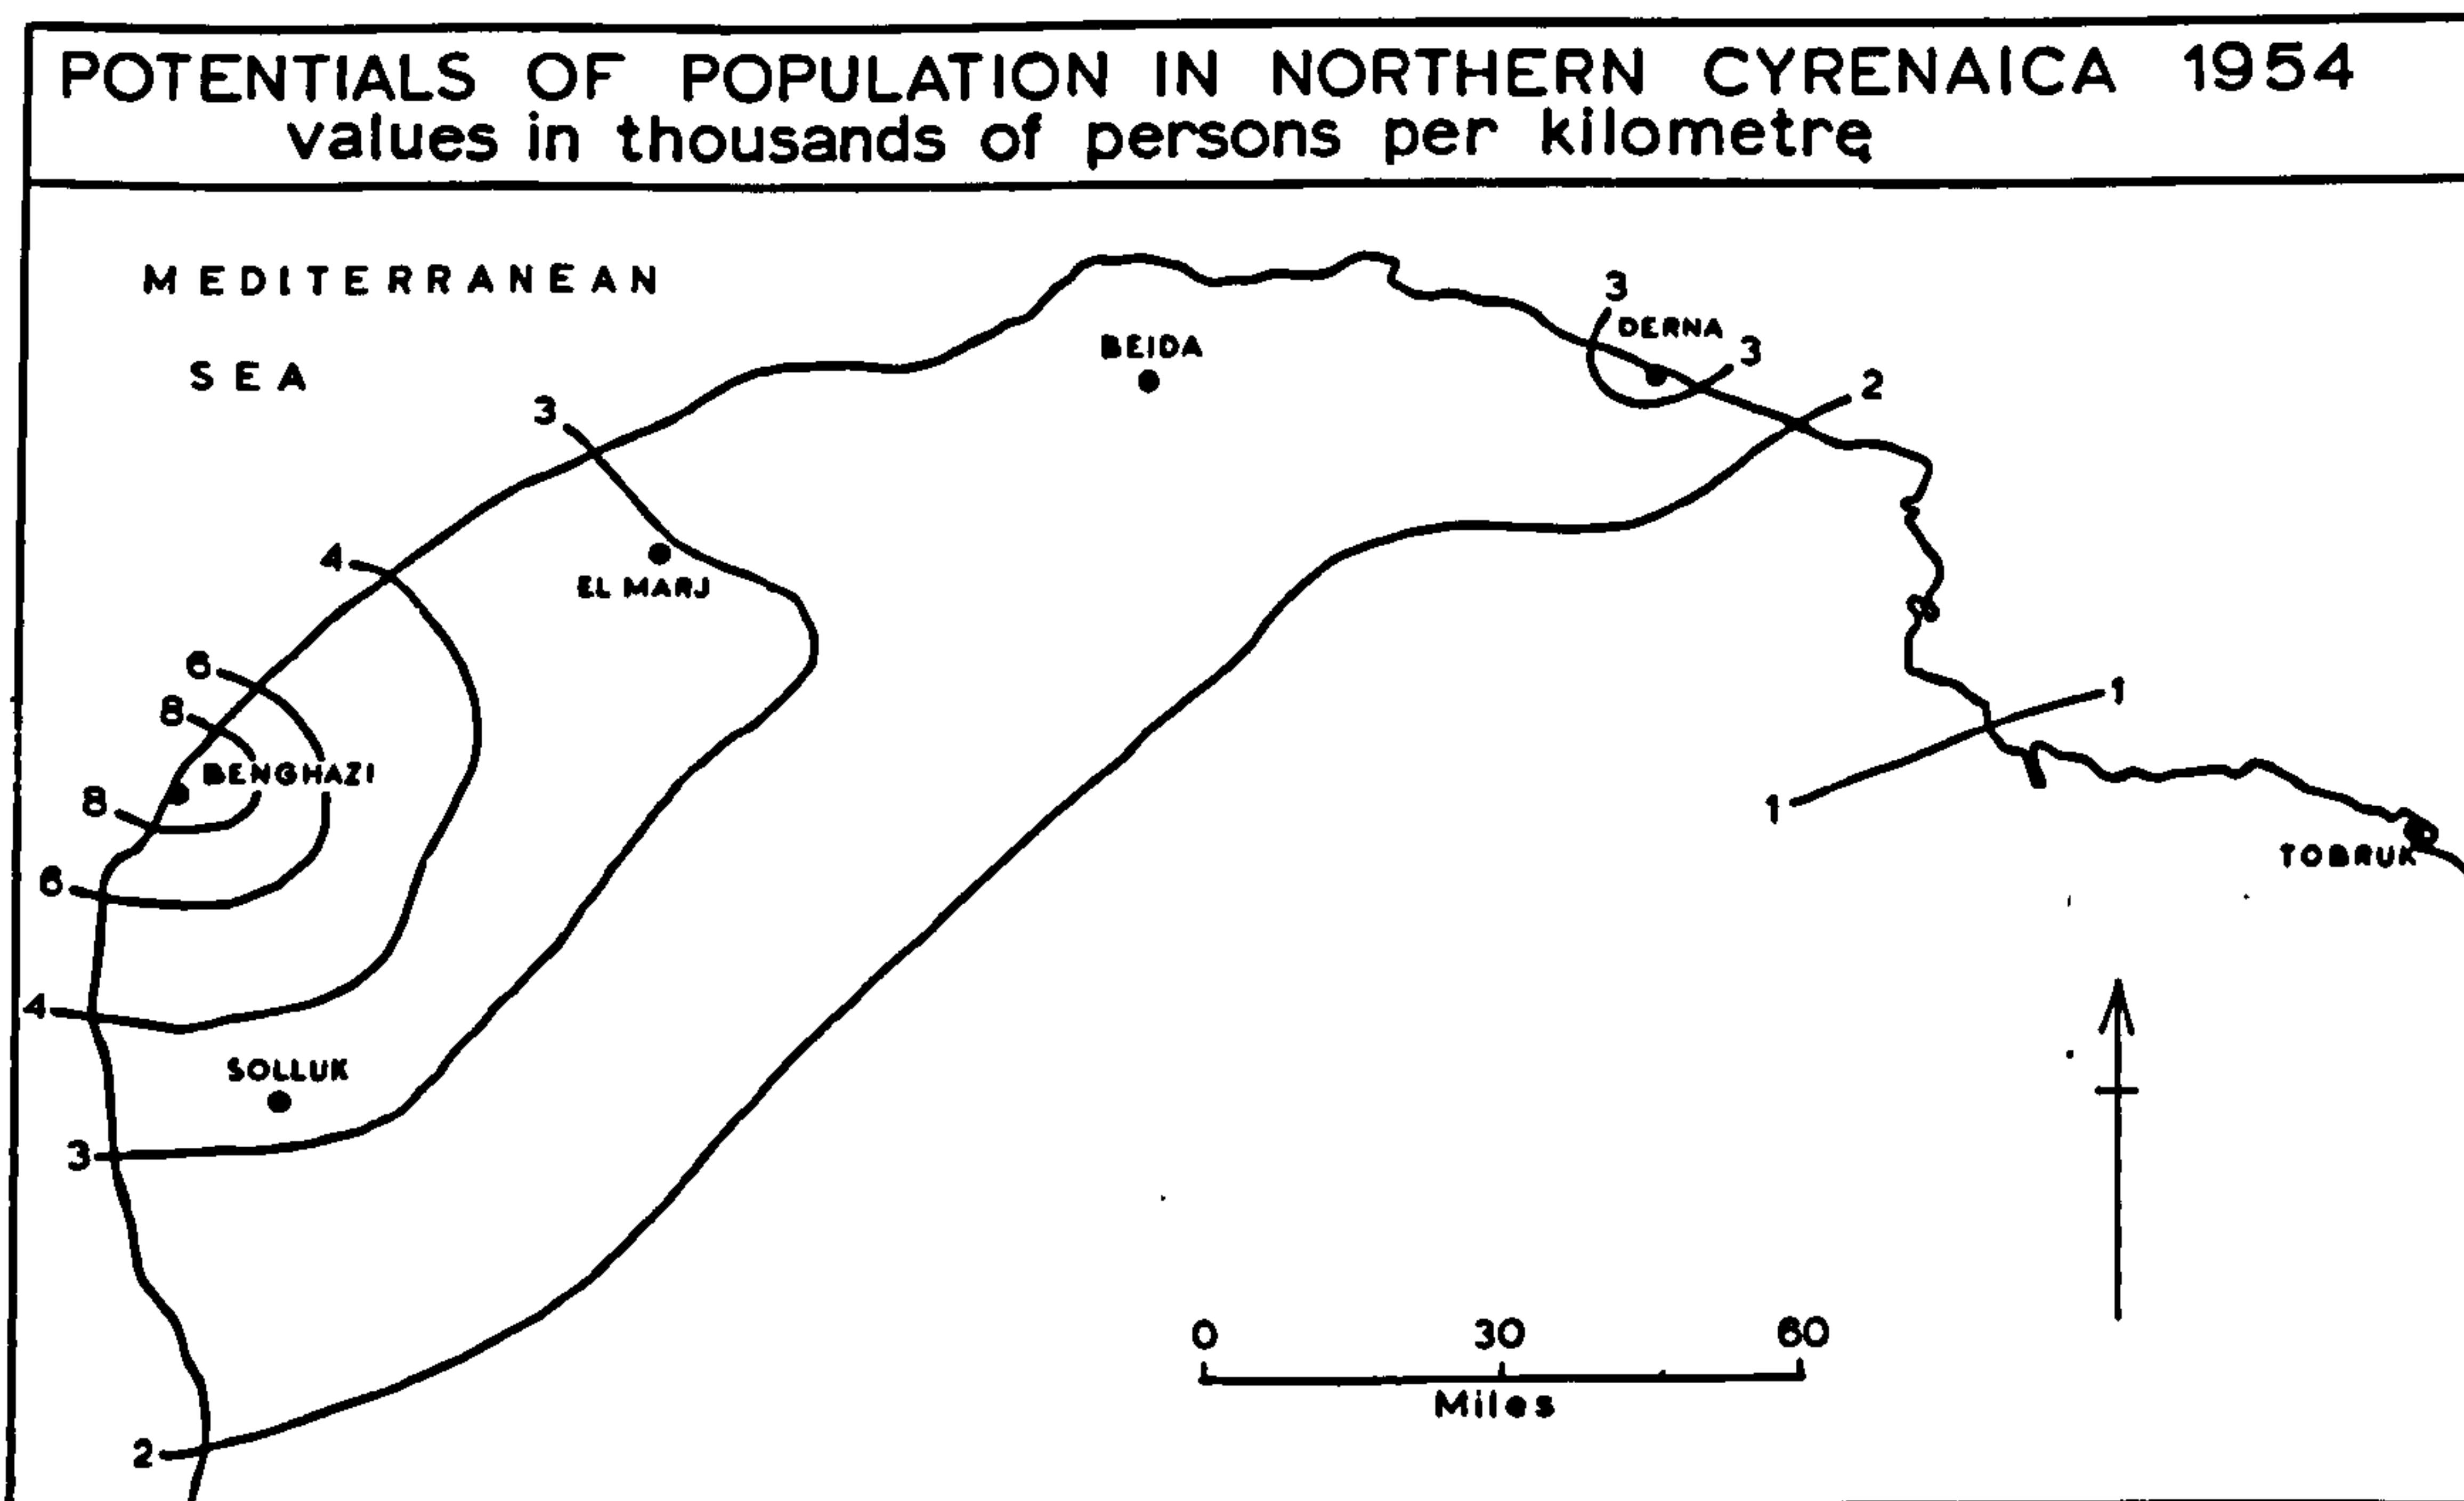 POTENTIALS OF POPULATION IN NORTHERN CYRENAICA 1954
values in thousands of persons per kilometre
MEDITERRANEAN
SEA
3
DERNA
3
BEIDA
2
3
4
EL MARJ
6
8
1
BENGHAZI
8
1
TOBRUK
6
4
SOLLUK
3
0 30 60
Miles
2